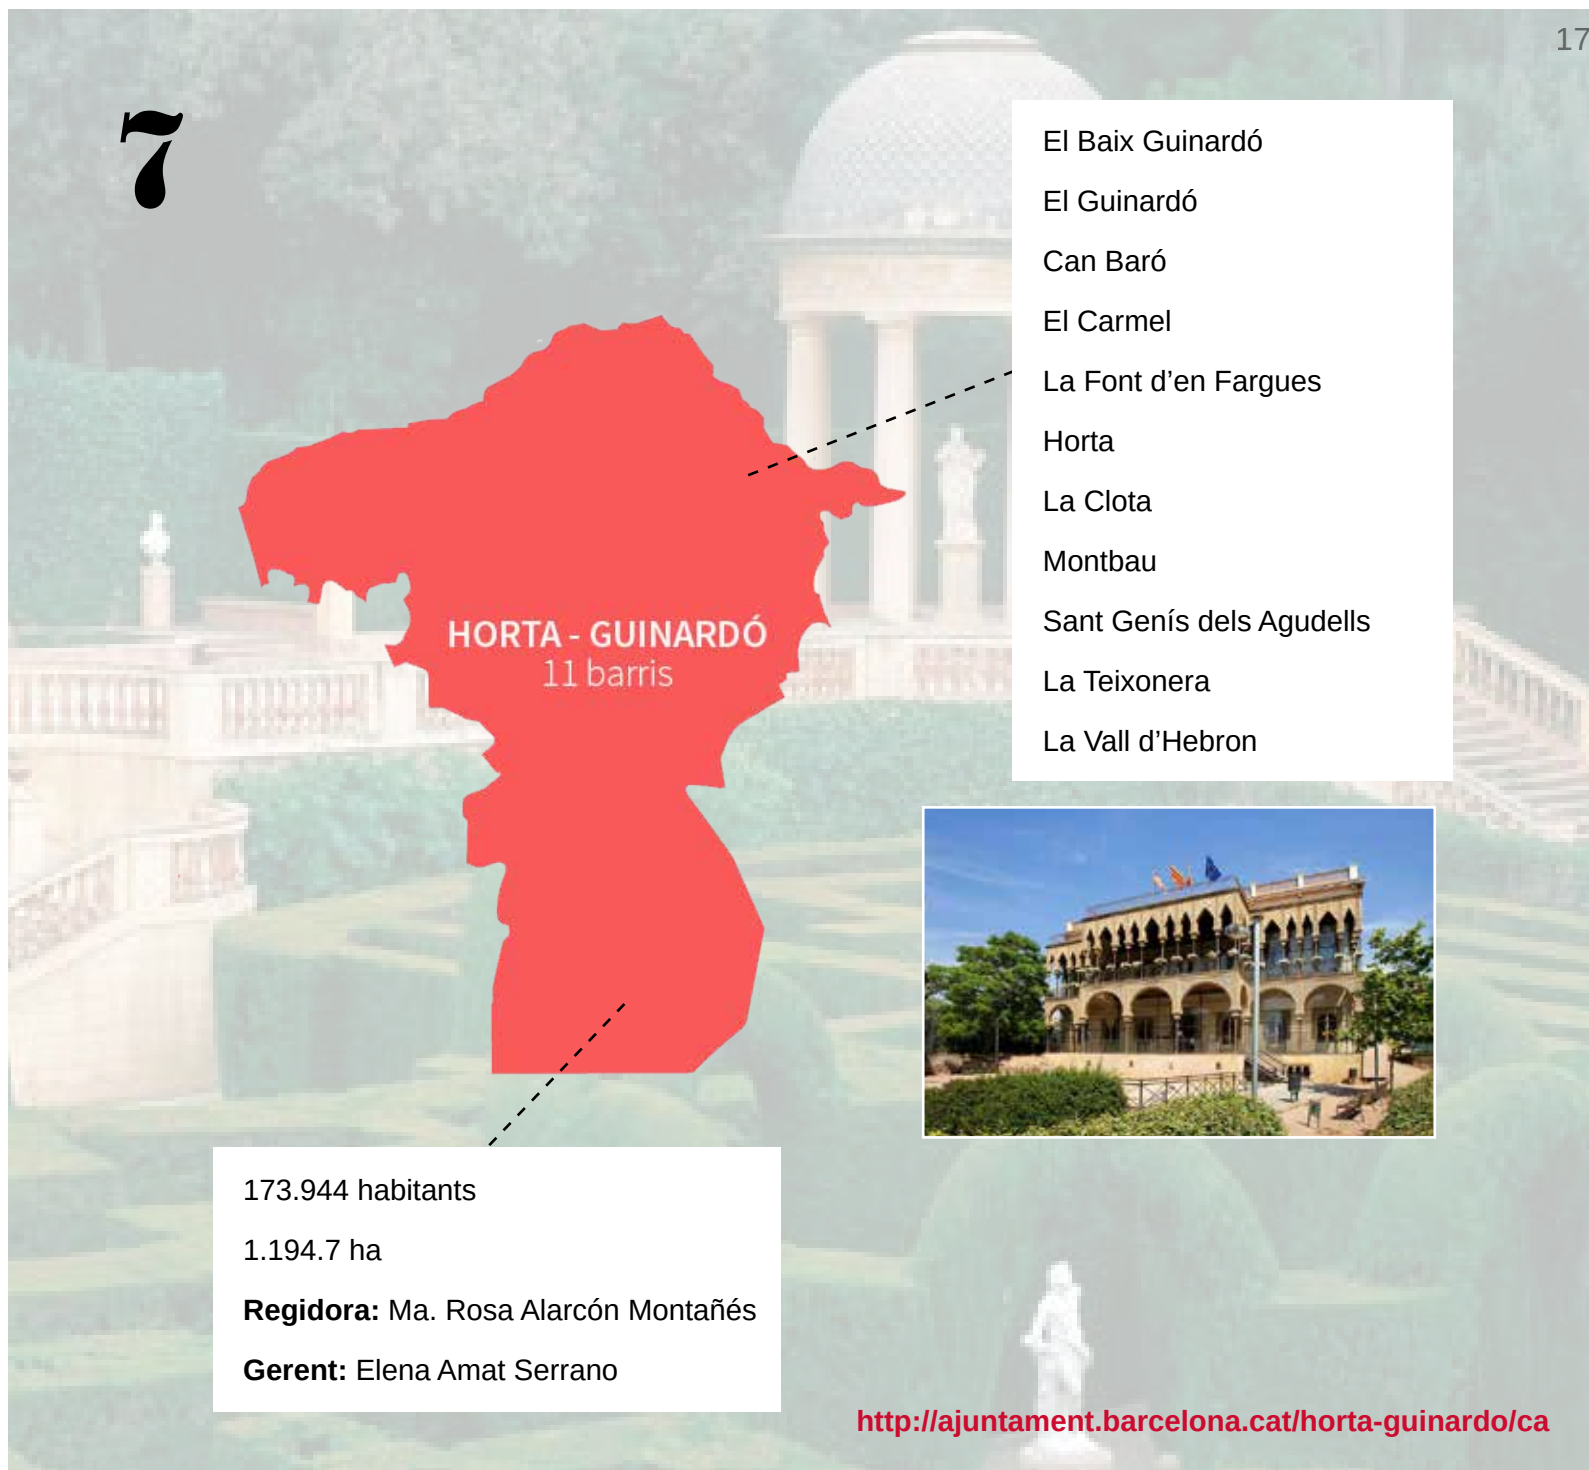 17
7
El Baix Guinardó
El Guinardó
Can Baró
El Carmel
La Font d’en Fargues
Horta
La Clota
Montbau
Sant Genís dels Agudells
La Teixonera
La Vall d’Hebron
HORTA - GUINARDÓ
11 barris
173.944 habitants
1.194.7 ha
Regidora: Ma. Rosa Alarcón Montañés
Gerent: Elena Amat Serrano
http://ajuntament.barcelona.cat/horta-guinardo/ca